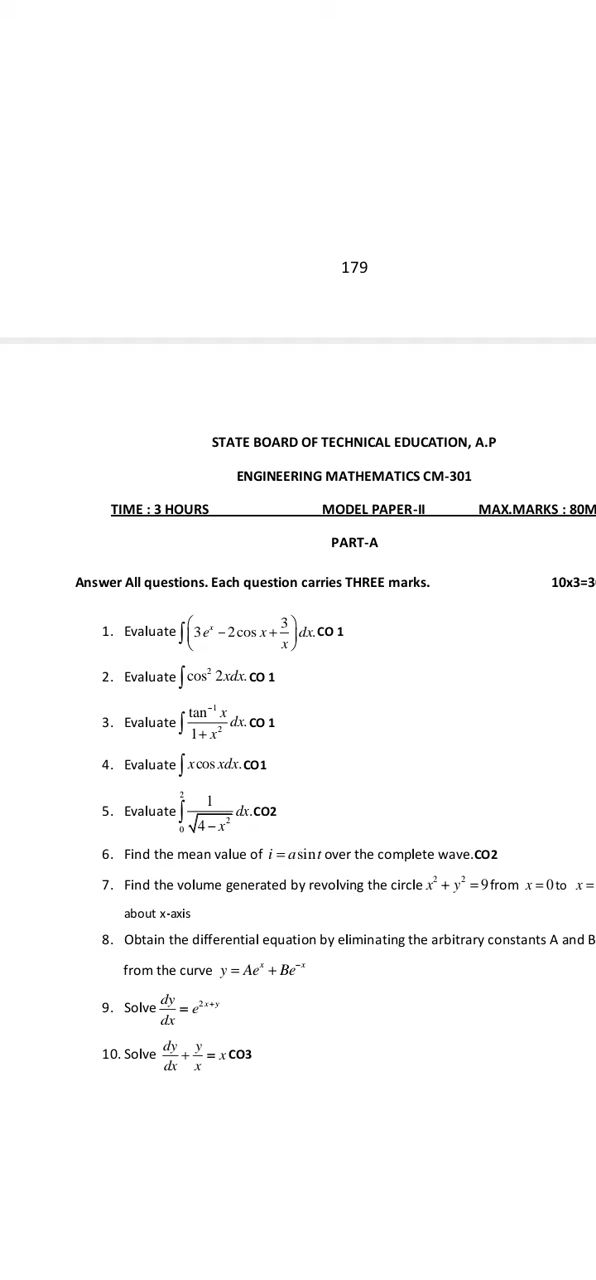 179
STATE BOARD OF TECHNICAL EDUCATION, A.P
ENGINEERING MATHEMATICS CM-301
TIME : 3 HOURS MODEL PAPER-II MAX.MARKS : 80M
PART-A
Answer All questions. Each question carries THREE marks. 10x3=3
1. Evaluate ∫(3eˣ − 2cos x + 3/x)dx. CO 1
2. Evaluate ∫cos² 2xdx. CO 1
3. Evaluate ∫ tan⁻¹ x / 1+x² dx. CO 1
4. Evaluate ∫ x cos xdx. CO1
5. Evaluate ∫₀² 1/√4−x² dx. CO2
6. Find the mean value of i = a sin t over the complete wave. CO2
7. Find the volume generated by revolving the circle x² + y² = 9 from x = 0 to x =
about x-axis
8. Obtain the differential equation by eliminating the arbitrary constants A and B
from the curve y = Aeˣ + Be⁻ˣ
9. Solve dy/dx = e²ˣ⁺ʸ
10. Solve dy/dx + y/x = x CO3